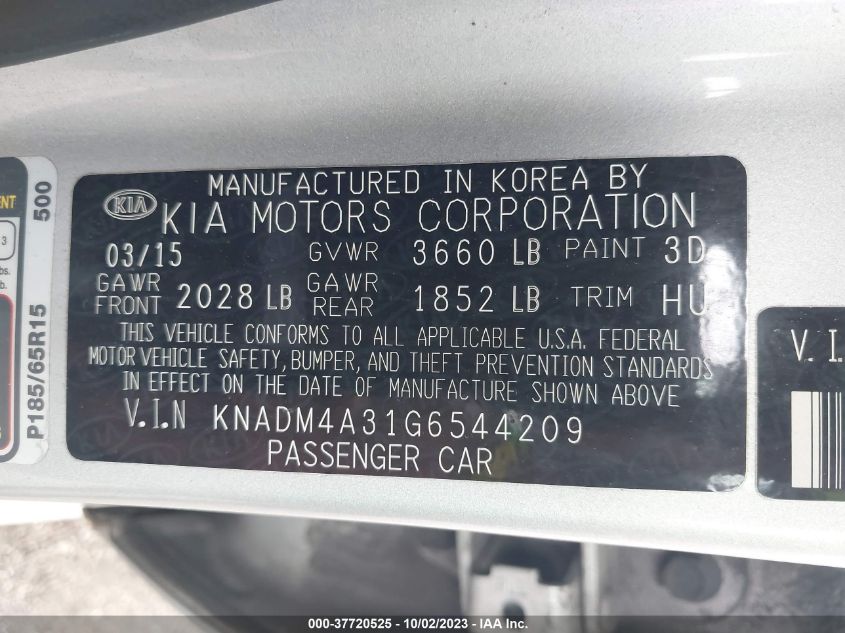 MANUFACTURED IN KOREA BY
KIA
KIA MOTORS CORPORATION
03/15 GVWR 3660 LB PAINT 3D
GAWR FRONT 2028 LB GAWR REAR 1852 LB TRIM HU
THIS VEHICLE CONFORMS TO ALL APPLICABLE U.S.A. FEDERAL
MOTOR VEHICLE SAFETY, BUMPER, AND THEFT PREVENTION STANDARDS
IN EFFECT ON THE DATE OF MANUFACTURE SHOWN ABOVE
V.I.N KNADM4A31G6544209
PASSENGER CAR
P185/65R15 500
3
V. I.
000-37720525 - 10/02/2023 - IAA Inc.